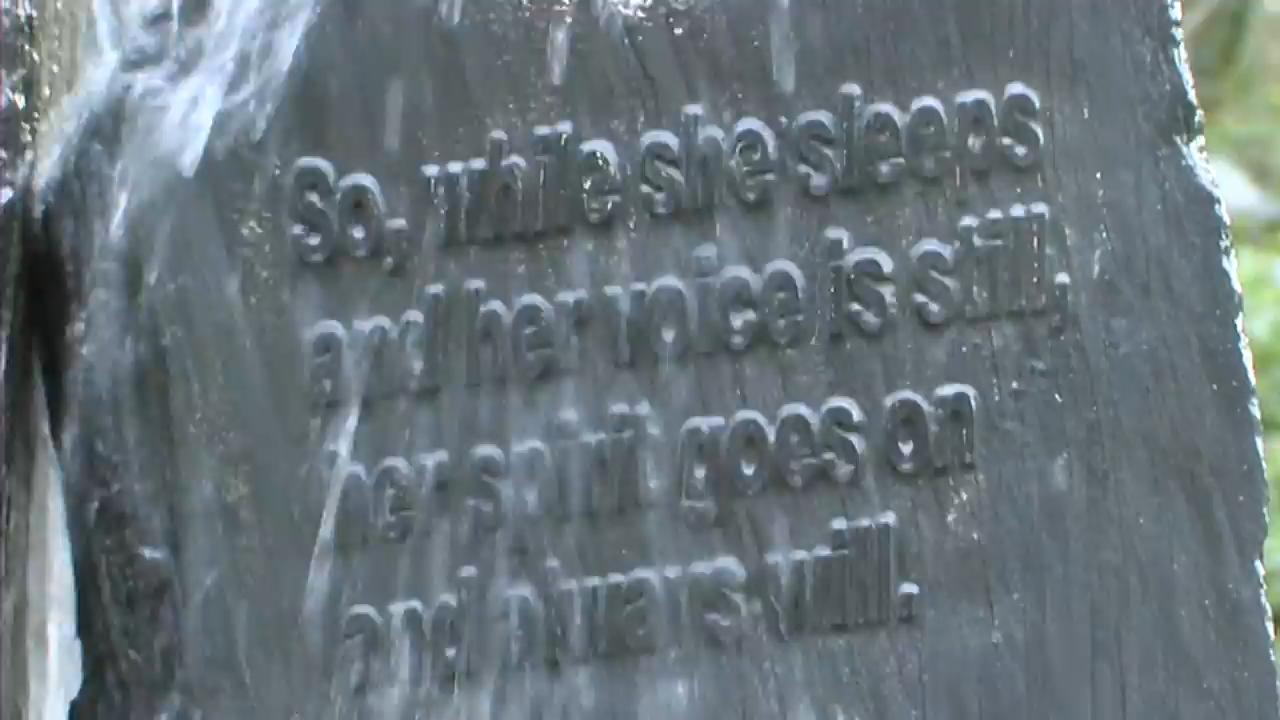 So, while she sleeps
and her voice is still,
her spirit goes on
and always will.